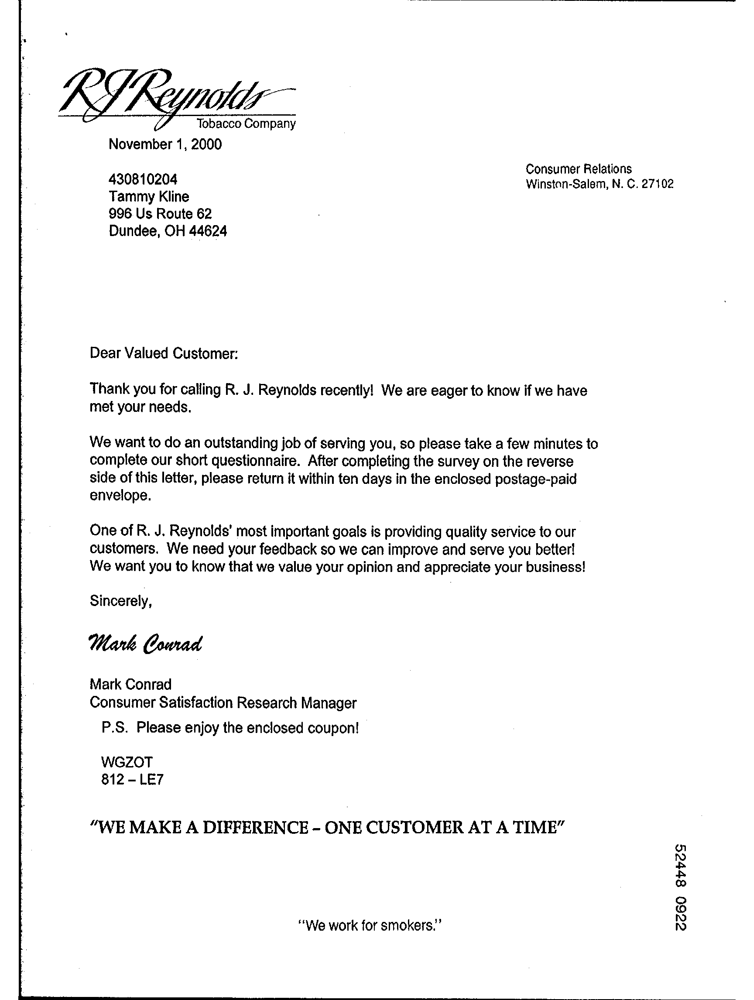 RJReynolds
Tobacco Company
November 1, 2000
Consumer Relations
Winston-Salem, N. C. 27102
430810204
Tammy Kline
996 Us Route 62
Dundee, OH 44624
Dear Valued Customer:
Thank you for calling R. J. Reynolds recently! We are eager to know if we have
met your needs.
We want to do an outstanding job of serving you, so please take a few minutes to
complete our short questionnaire. After completing the survey on the reverse
side of this letter, please return it within ten days in the enclosed postage-paid
envelope.
One of R. J. Reynolds' most important goals is providing quality service to our
customers. We need your feedback so we can improve and serve you better!
We want you to know that we value your opinion and appreciate your business!
Sincerely,
Mark Conrad
Mark Conrad
Consumer Satisfaction Research Manager
P.S. Please enjoy the enclosed coupon!
WGZOT
812 – LE7
"WE MAKE A DIFFERENCE – ONE CUSTOMER AT A TIME"
52448 0922
"We work for smokers."